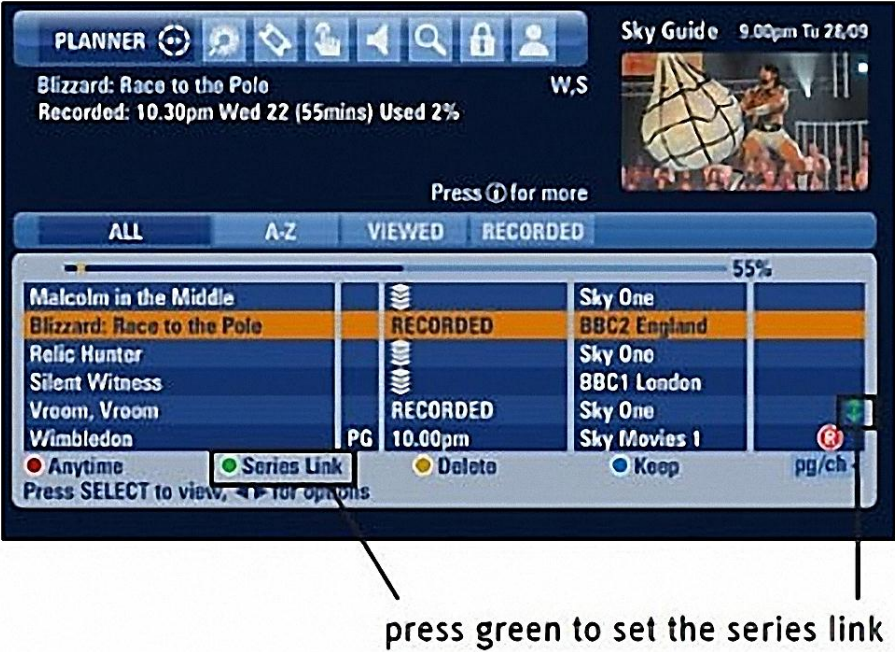 PLANNER
Sky Guide 9.00pm Tu 28/09
Blizzard: Race to the Pole W,S
Recorded: 10.30pm Wed 22 (55mins) Used 2%
Press i for more
ALL A-Z VIEWED RECORDED
55%
Malcolm in the Middle Sky One
Blizzard: Race to the Pole RECORDED BBC2 England
Relic Hunter Sky One
Silent Witness BBC1 London
Vroom, Vroom RECORDED Sky One
Wimbledon PG 10.00pm Sky Movies 1 R
Anytime Series Link Delete Keep pg/ch
Press SELECT to view, ◄ ► for options
press green to set the series link